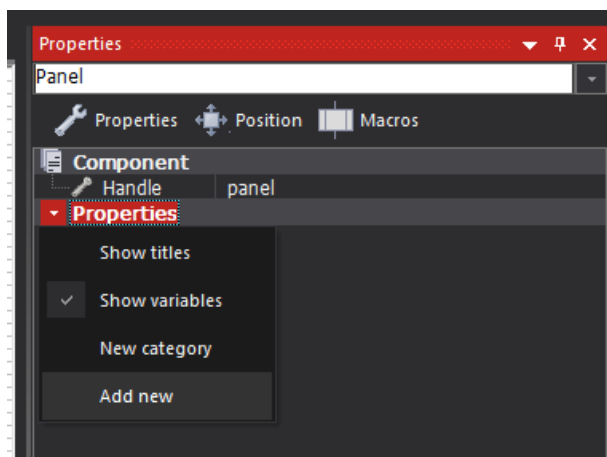 Properties
Panel
Properties Position Macros
Component
Handle panel
Properties
Show titles
Show variables
New category
Add new